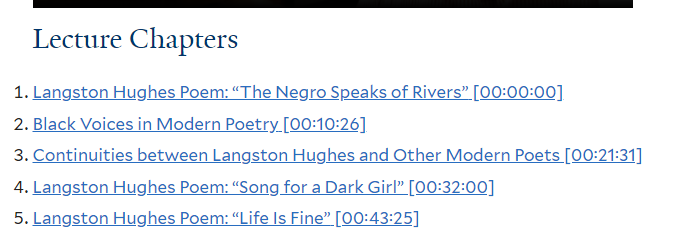 Lecture Chapters
1. Langston Hughes Poem: “The Negro Speaks of Rivers” [00:00:00]
2. Black Voices in Modern Poetry [00:10:26]
3. Continuities between Langston Hughes and Other Modern Poets [00:21:31]
4. Langston Hughes Poem: “Song for a Dark Girl” [00:32:00]
5. Langston Hughes Poem: “Life Is Fine” [00:43:25]